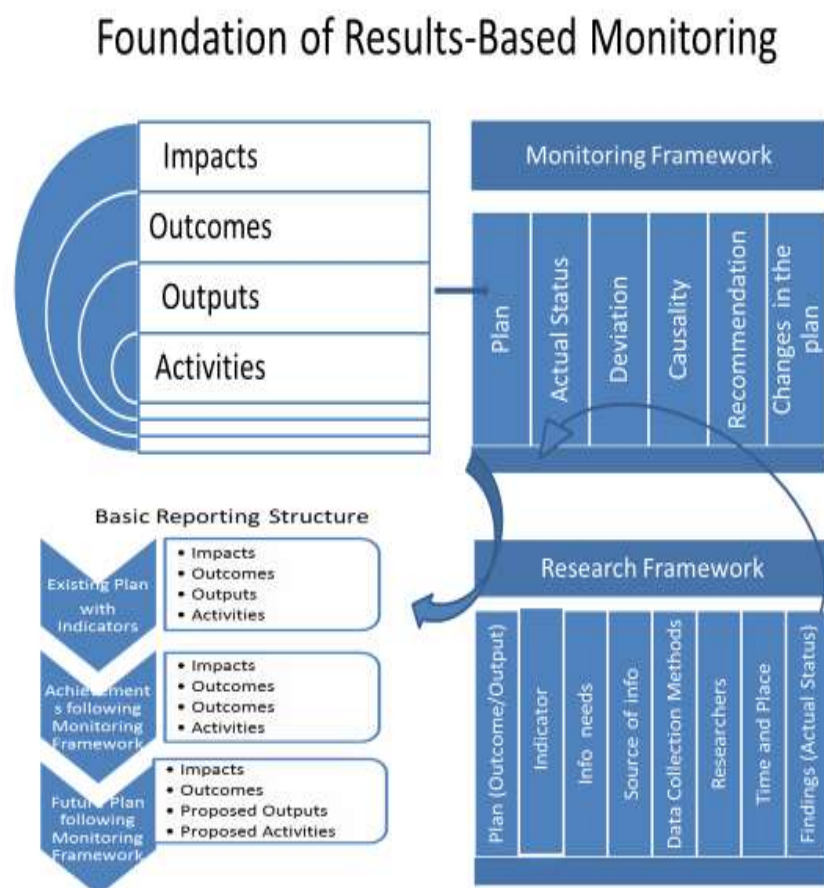 Foundation of Results-Based Monitoring
Impacts
Outcomes
Outputs
Activities
Monitoring Framework
Plan
Actual Status
Deviation
Causality
Recommendation
Changes in the
plan
Basic Reporting Structure
Existing Plan
with
Indicators
• Impacts
• Outcomes
• Outputs
• Activities
Achievement
s following
Monitoring
Framework
• Impacts
• Outcomes
• Outcomes
• Activities
Future Plan
following
Monitoring
Framework
• Impacts
• Outcomes
• Proposed Outputs
• Proposed Activities
Research Framework
Plan (Outcome/Output)
Indicator
Info needs
Source of info
Data Collection Methods
Researchers
Time and Place
Findings (Actual Status)